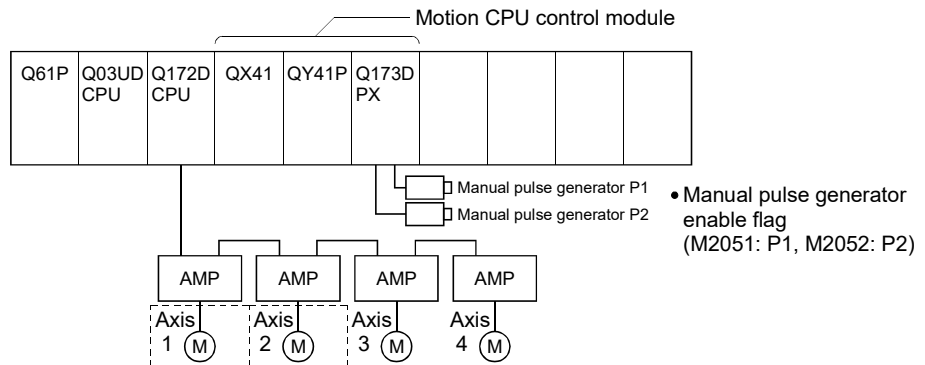 Motion CPU control module
Q61P
Q03UD
CPU
Q172D
CPU
QX41
QY41P
Q173D
PX
Manual pulse generator P1
Manual pulse generator P2
• Manual pulse generator
enable flag
(M2051: P1, M2052: P2)
AMP
AMP
AMP
AMP
Axis
1
M
Axis
2
M
Axis
3
M
Axis
4
M